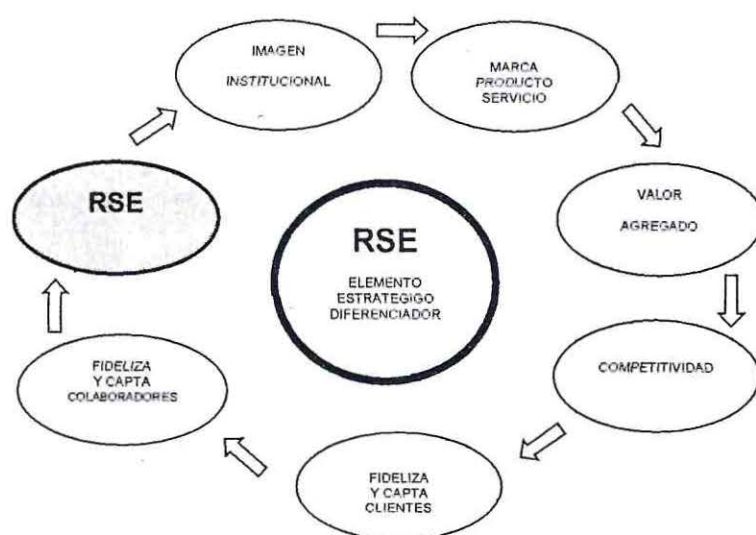 IMAGEN
INSTITUCIONAL
MARCA
PRODUCTO
SERVICIO
VALOR
AGREGADO
COMPETITIVIDAD
FIDELIZA
Y CAPTA
CLIENTES
FIDELIZA
Y CAPTA
COLABORADORES
RSE
RSE
ELEMENTO
ESTRATEGIGO
DIFERENCIADOR